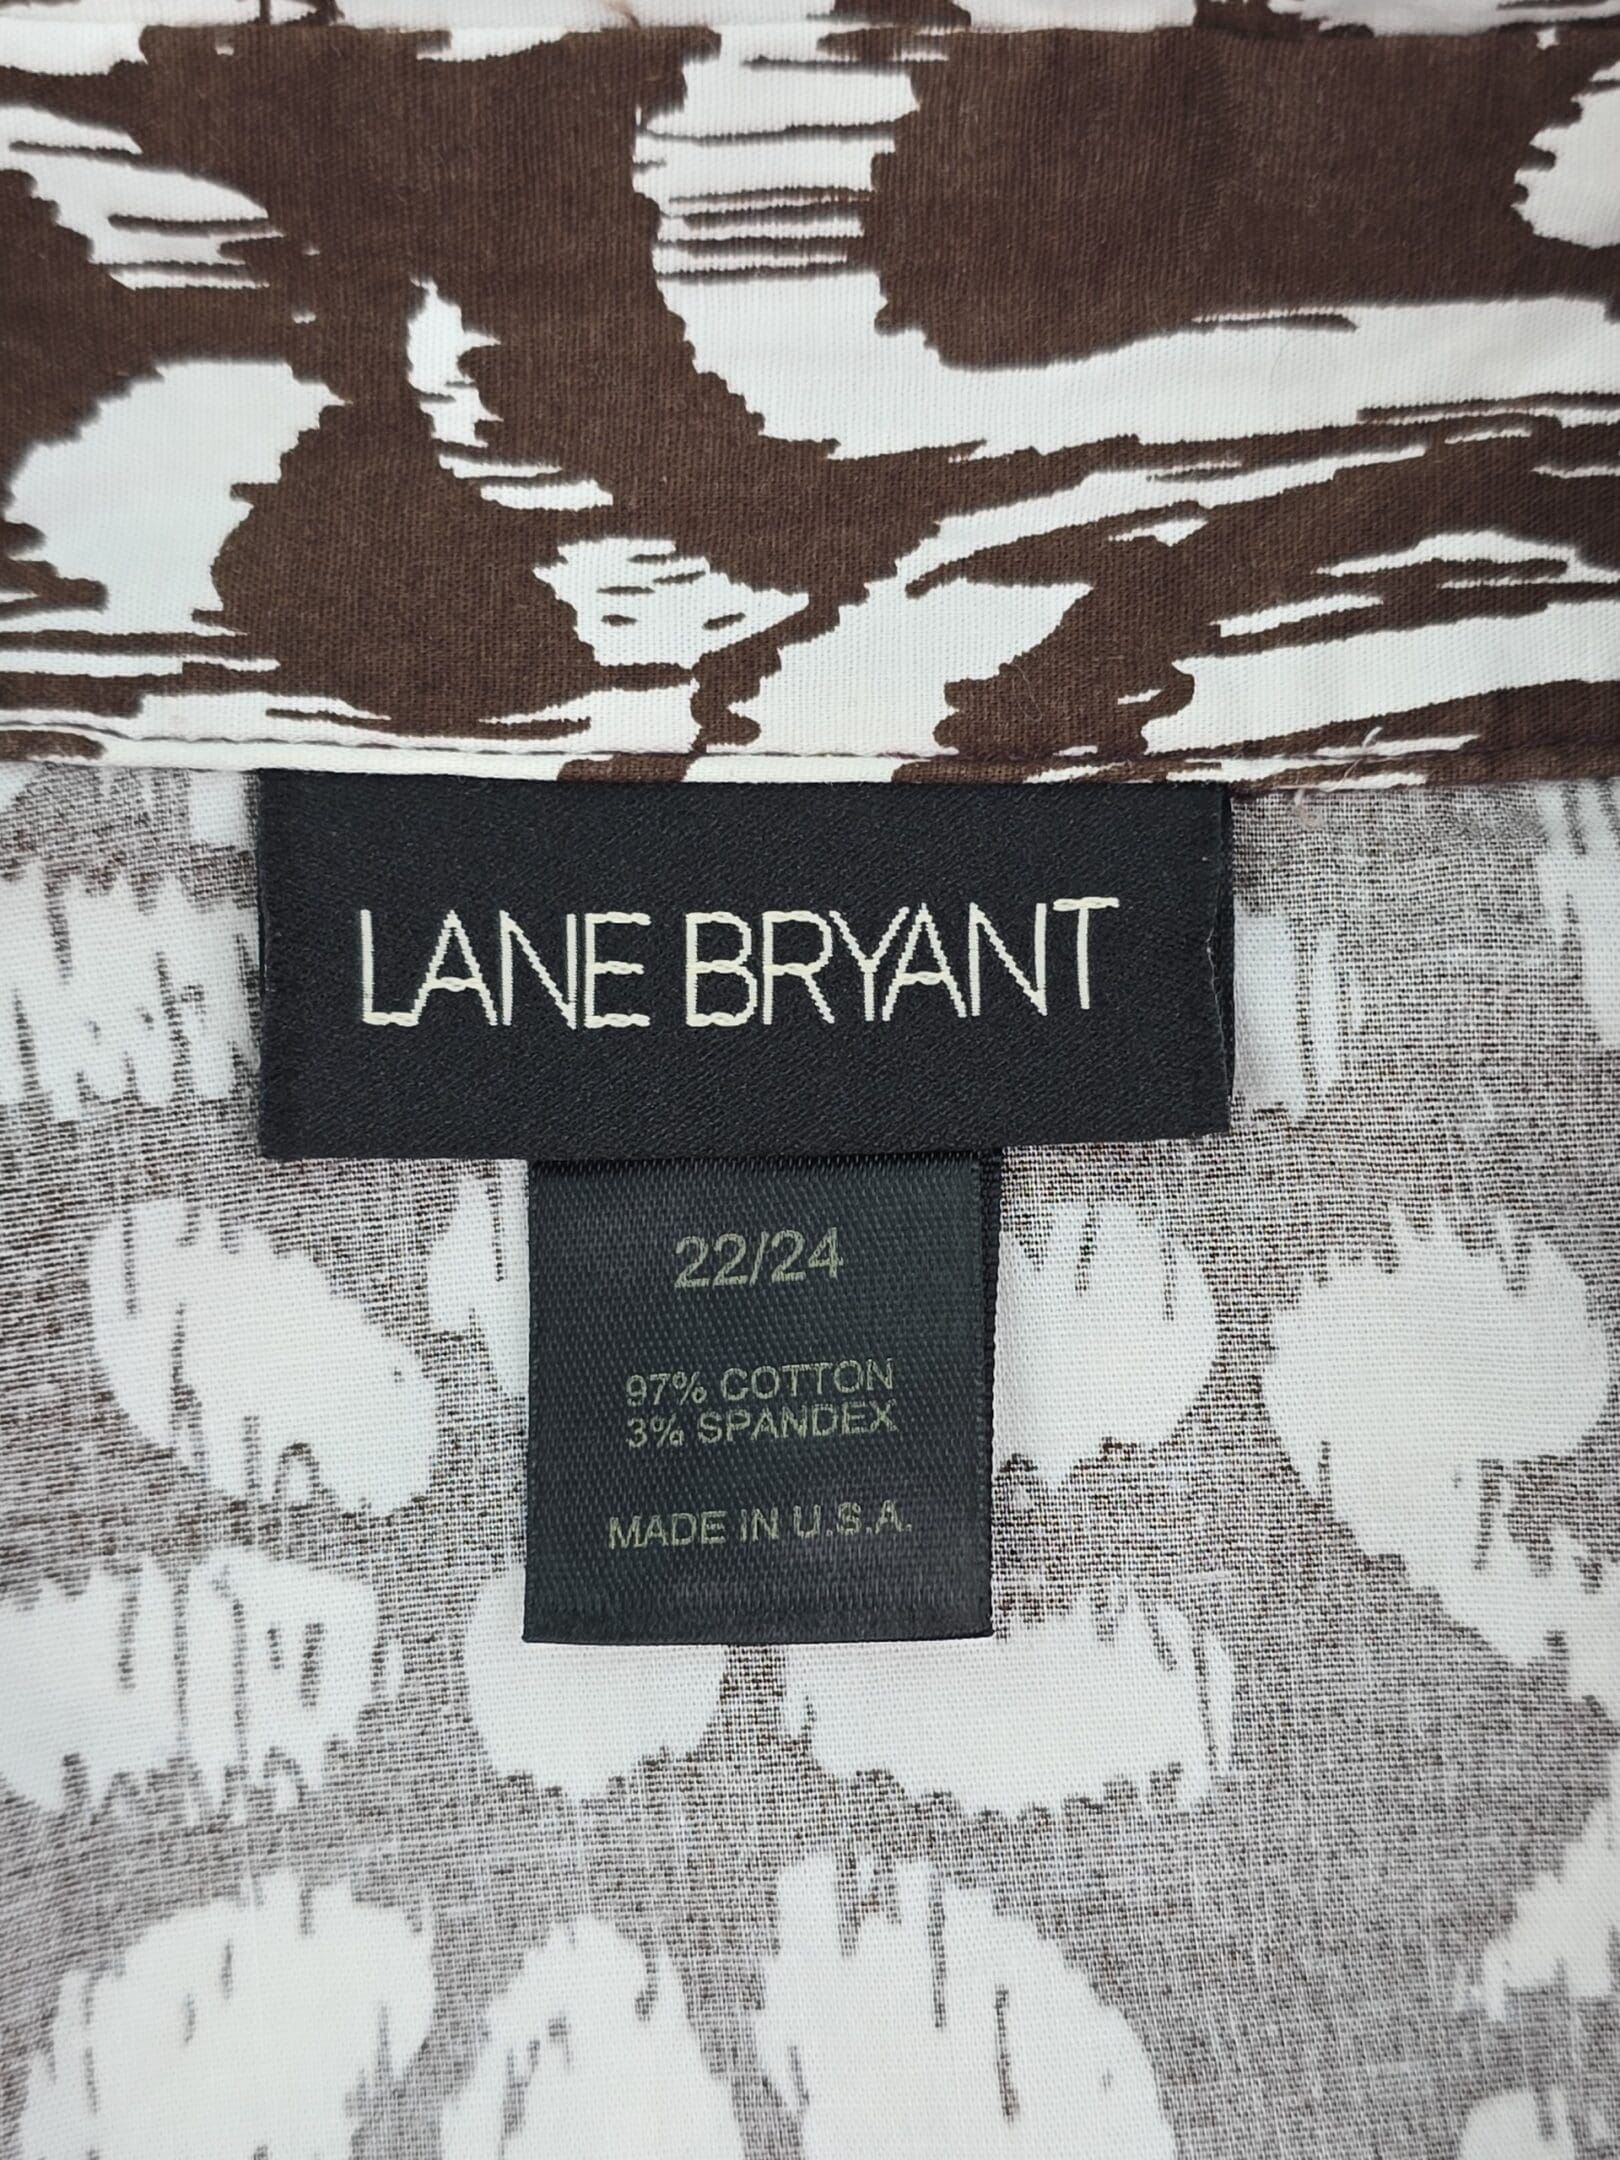 LANE BRYANT
22/24
97% COTTON
3% SPANDEX
MADE IN U.S.A.